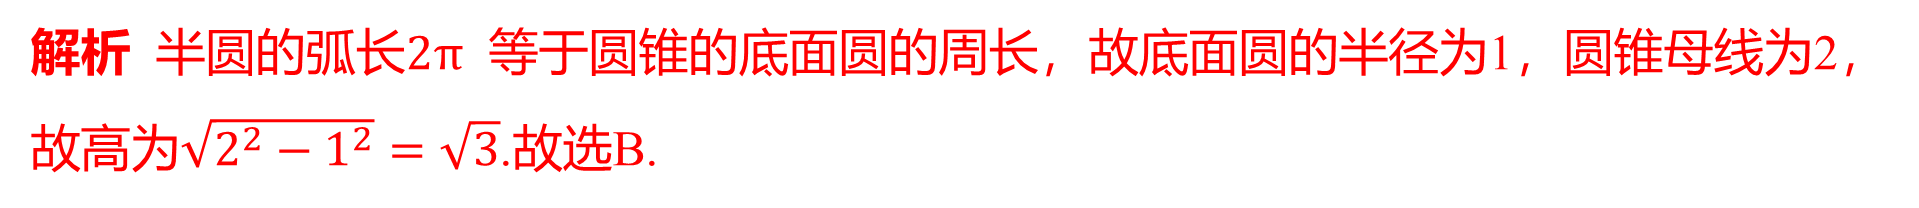 解析 半圆的弧长2π 等于圆锥的底面圆的周长，故底面圆的半径为1，圆锥母线为2，
故高为√(2² − 1²) = √3.故选B.